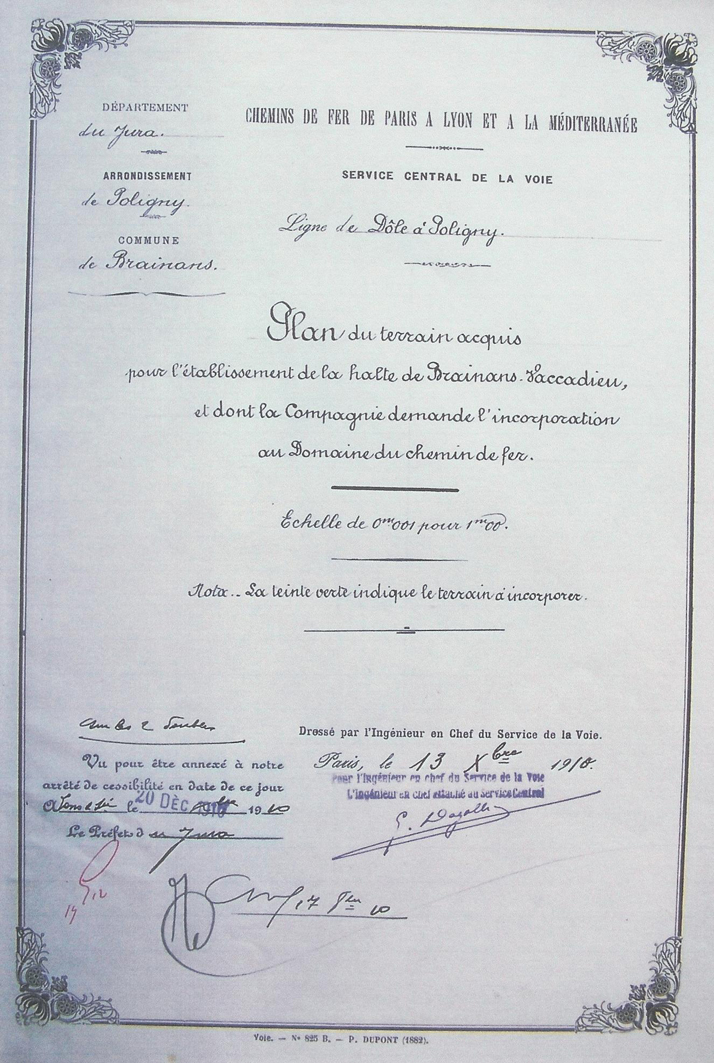 DÉPARTEMENT
du Jura.
ARRONDISSEMENT
de Poligny.
COMMUNE
de Brainans.
CHEMINS DE FER DE PARIS A LYON ET A LA MÉDITERRANÉE
SERVICE CENTRAL DE LA VOIE
Ligne de Dôle à Poligny.
Plan du terrain acquis
pour l'établissement de la halte de Brainans-Vaccadieu,
et dont la Compagnie demande l'incorporation
au Domaine du chemin de fer.
Echelle de 0m001 pour 1m00.
Nota.. La teinte verte indique le terrain à incorporer.
Vu pour être annexé à notre
arrêté de cessibilité en date de ce jour
le 20 DÉC 1910
Le Préfet du Jura
Dressé par l'Ingénieur en Chef du Service de la Voie.
Paris, le 13 Xbre 1910.
Pour l'Ingénieur en chef du Service de la Voie
L'Ingénieur en chef attaché au Service Central
17
Voie. — No 825 B. — P. DUPONT (1882).